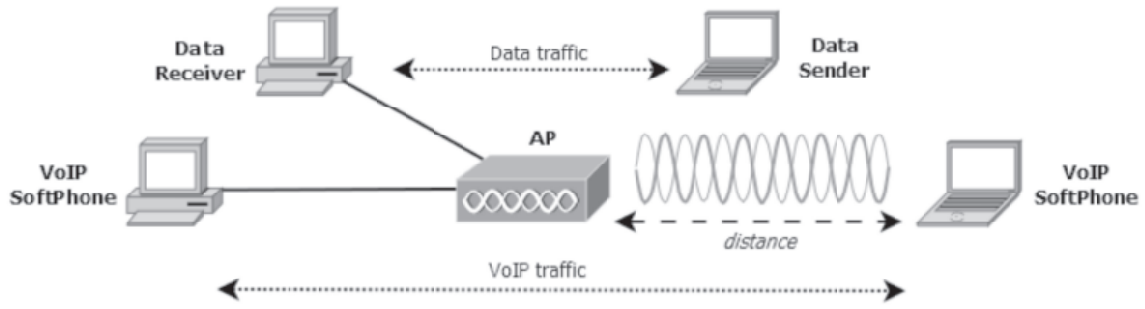 Data
Receiver
Data traffic
Data
Sender
AP
VoIP
SoftPhone
VoIP
SoftPhone
distance
VoIP traffic